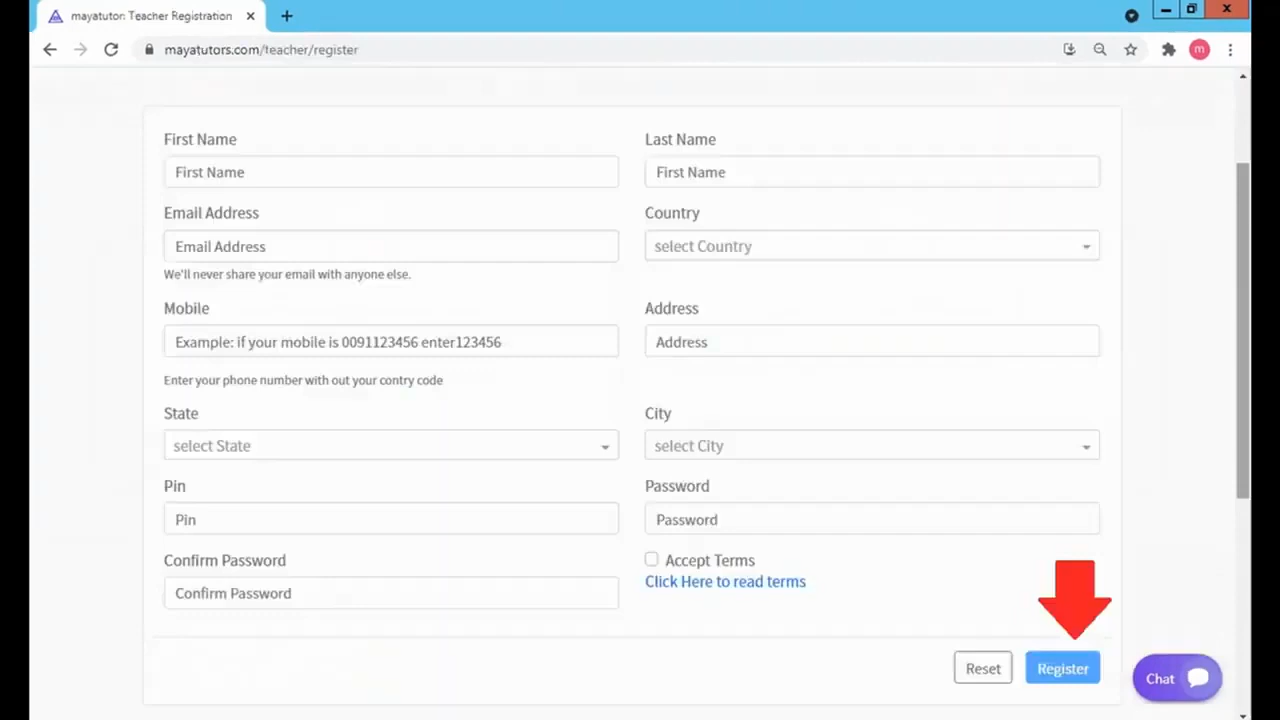 mayatutor: Teacher Registration
mayatutors.com/teacher/register
m
First Name
Last Name
First Name
First Name
Email Address
Country
Email Address
select Country
We'll never share your email with anyone else.
Mobile
Address
Example: if your mobile is 0091123456 enter123456
Address
Enter your phone number with out your contry code
State
City
select State
select City
Pin
Password
Pin
Password
Confirm Password
Accept Terms
Click Here to read terms
Confirm Password
Reset
Register
Chat